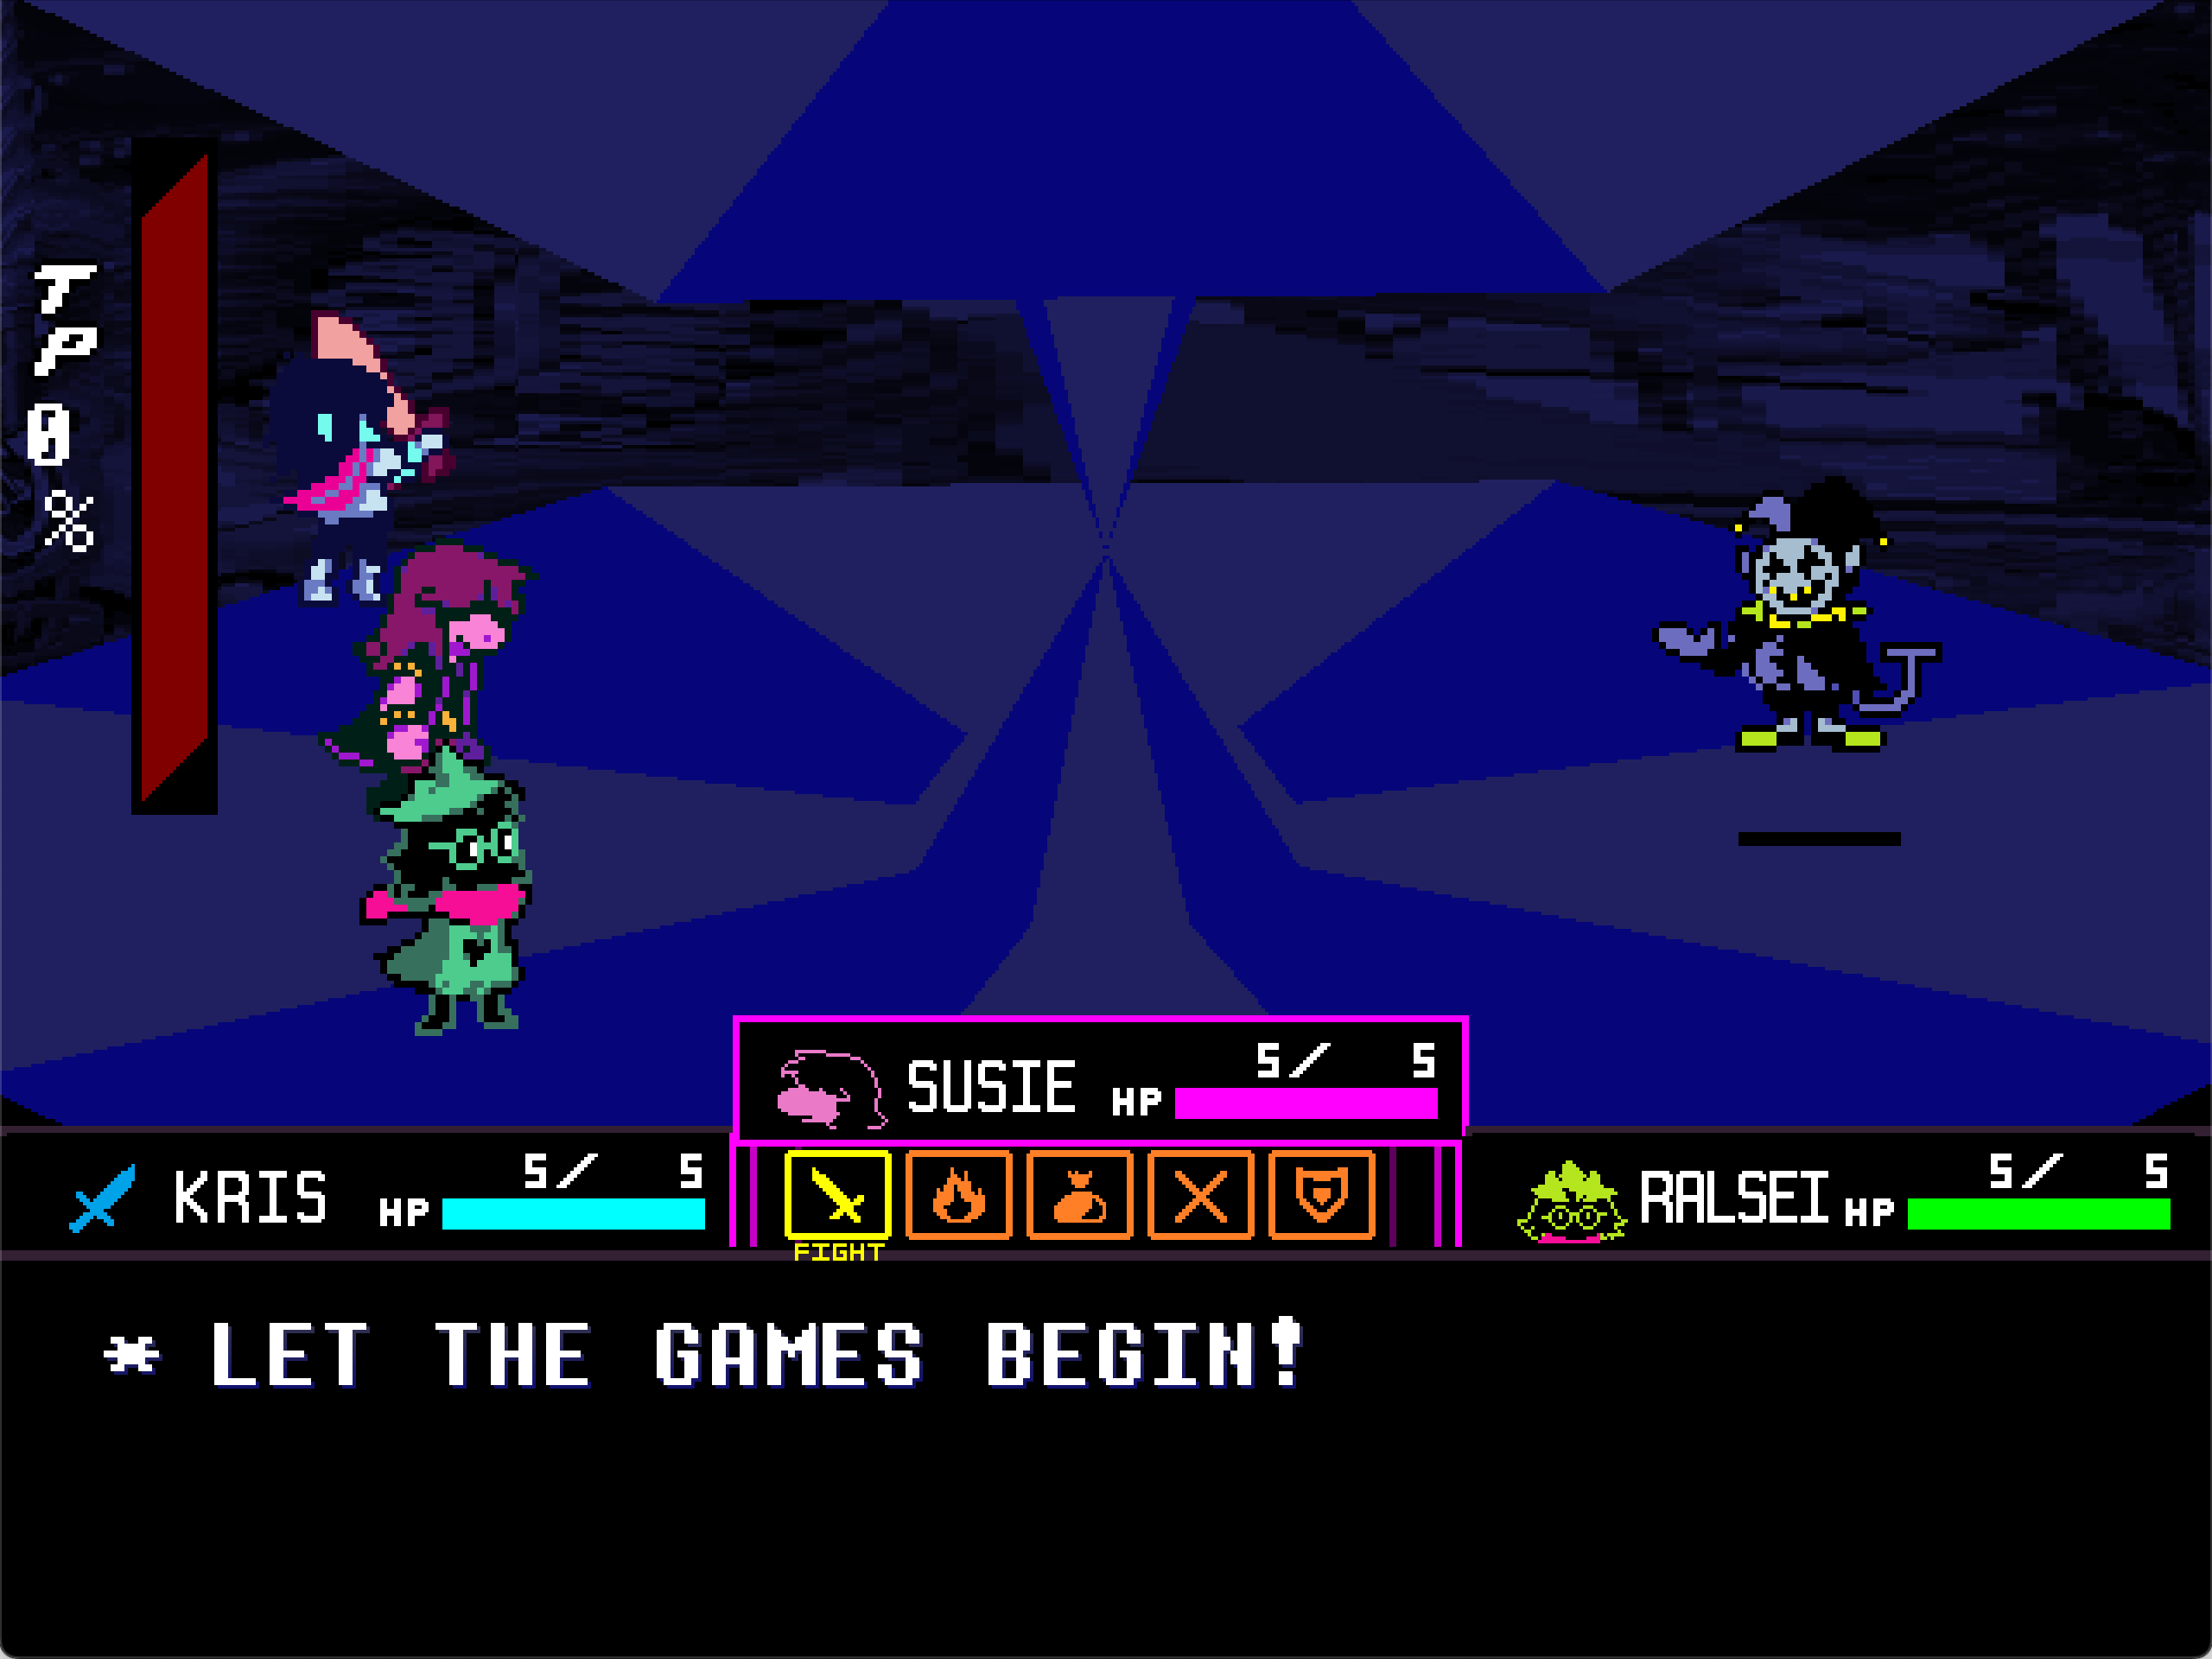 TP
0
%
SUSIE HP 5/ 5
KRIS HP 5/ 5
RALSEI HP 5/ 5
FIGHT
* LET THE GAMES BEGIN!